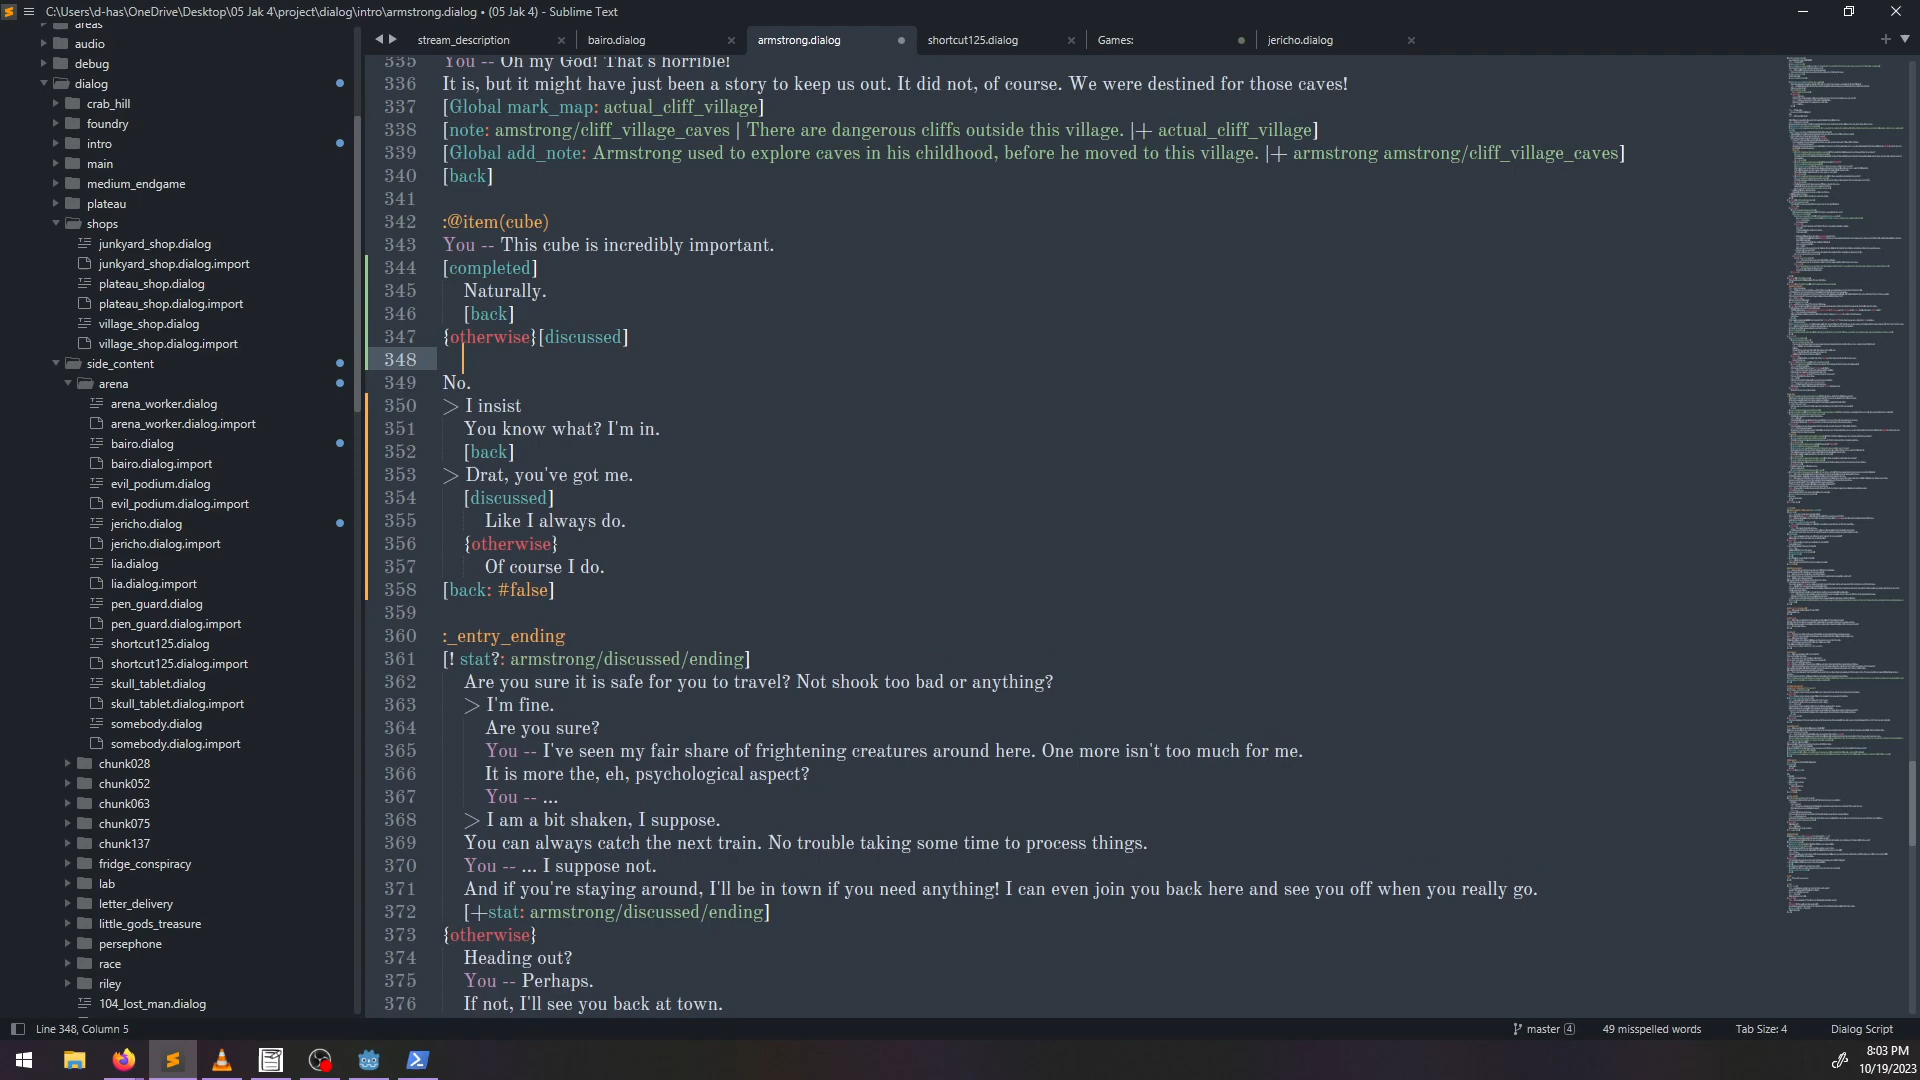 C:\Users\d-has\OneDrive\Desktop\05 Jak 4\project\dialog\intro\armstrong.dialog • (05 Jak 4) - Sublime Text
areas
audio
debug
dialog
crab_hill
foundry
intro
main
medium_endgame
plateau
shops
junkyard_shop.dialog
junkyard_shop.dialog.import
plateau_shop.dialog
plateau_shop.dialog.import
village_shop.dialog
village_shop.dialog.import
side_content
arena
arena_worker.dialog
arena_worker.dialog.import
bairo.dialog
bairo.dialog.import
evil_podium.dialog
evil_podium.dialog.import
jericho.dialog
jericho.dialog.import
lia.dialog
lia.dialog.import
pen_guard.dialog
pen_guard.dialog.import
shortcut125.dialog
shortcut125.dialog.import
skull_tablet.dialog
skull_tablet.dialog.import
somebody.dialog
somebody.dialog.import
chunk028
chunk052
chunk063
chunk075
chunk137
fridge_conspiracy
lab
letter_delivery
little_gods_treasure
persephone
race
riley
104_lost_man.dialog
stream_description
bairo.dialog
armstrong.dialog
shortcut125.dialog
Games:
jericho.dialog
335 You -- Oh my God! That's horrible!
336 It is, but it might have just been a story to keep us out. It did not, of course. We were destined for those caves!
337 [Global mark_map: actual_cliff_village]
338 [note: amstrong/cliff_village_caves | There are dangerous cliffs outside this village. |+ actual_cliff_village]
339 [Global add_note: Armstrong used to explore caves in his childhood, before he moved to this village. |+ armstrong amstrong/cliff_village_caves]
340 [back]
341
342 :@item(cube)
343 You -- This cube is incredibly important.
344 [completed]
345 Naturally.
346 [back]
347 {otherwise}[discussed]
348
349 No.
350 > I insist
351 You know what? I'm in.
352 [back]
353 > Drat, you've got me.
354 [discussed]
355 Like I always do.
356 {otherwise}
357 Of course I do.
358 [back: #false]
359
360 :_entry_ending
361 [! stat?: armstrong/discussed/ending]
362 Are you sure it is safe for you to travel? Not shook too bad or anything?
363 > I'm fine.
364 Are you sure?
365 You -- I've seen my fair share of frightening creatures around here. One more isn't too much for me.
366 It is more the, eh, psychological aspect?
367 You -- ...
368 > I am a bit shaken, I suppose.
369 You can always catch the next train. No trouble taking some time to process things.
370 You -- ... I suppose not.
371 And if you're staying around, I'll be in town if you need anything! I can even join you back here and see you off when you really go.
372 [+stat: armstrong/discussed/ending]
373 {otherwise}
374 Heading out?
375 You -- Perhaps.
376 If not, I'll see you back at town.
Line 348, Column 5
master 4
49 misspelled words
Tab Size: 4
Dialog Script
8:03 PM
10/19/2023